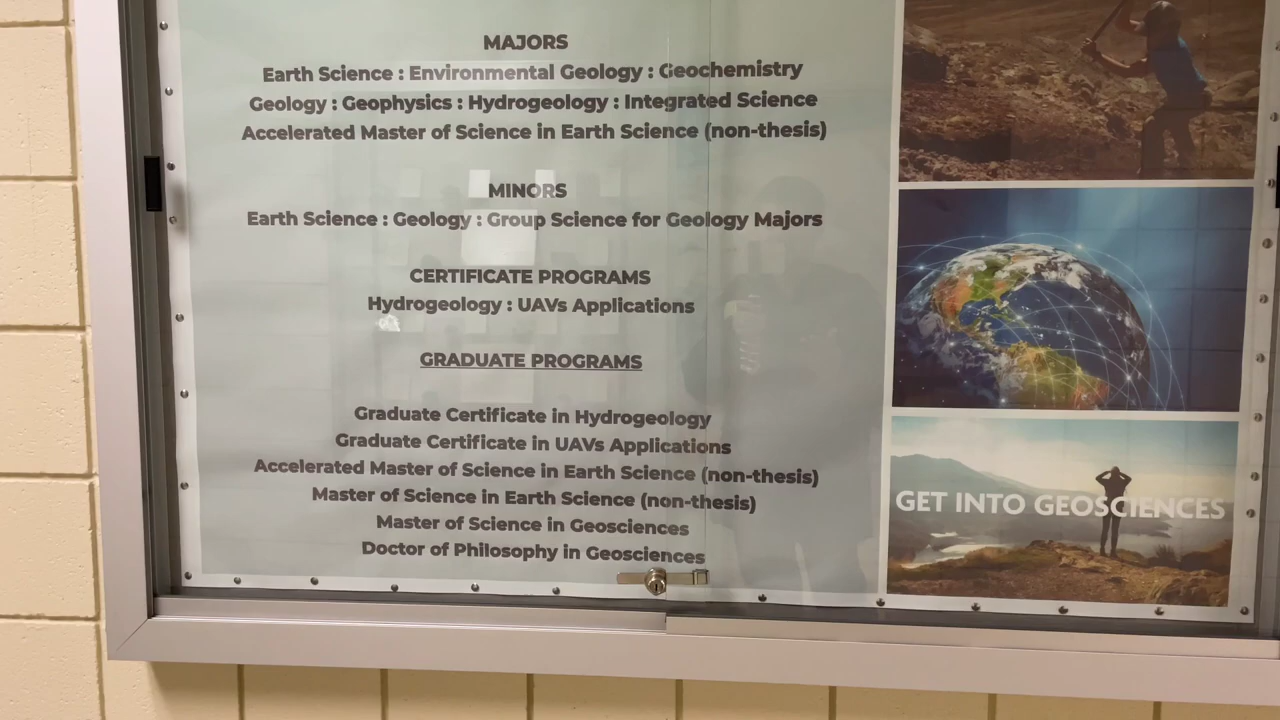 MAJORS
Earth Science : Environmental Geology : Geochemistry
Geology : Geophysics : Hydrogeology : Integrated Science
Accelerated Master of Science in Earth Science (non-thesis)
MINORS
Earth Science : Geology : Group Science for Geology Majors
CERTIFICATE PROGRAMS
Hydrogeology : UAVs Applications
GRADUATE PROGRAMS
Graduate Certificate in Hydrogeology
Graduate Certificate in UAVs Applications
Accelerated Master of Science in Earth Science (non-thesis)
Master of Science in Earth Science (non-thesis)
Master of Science in Geosciences
Doctor of Philosophy in Geosciences
GET INTO GEOSCIENCES